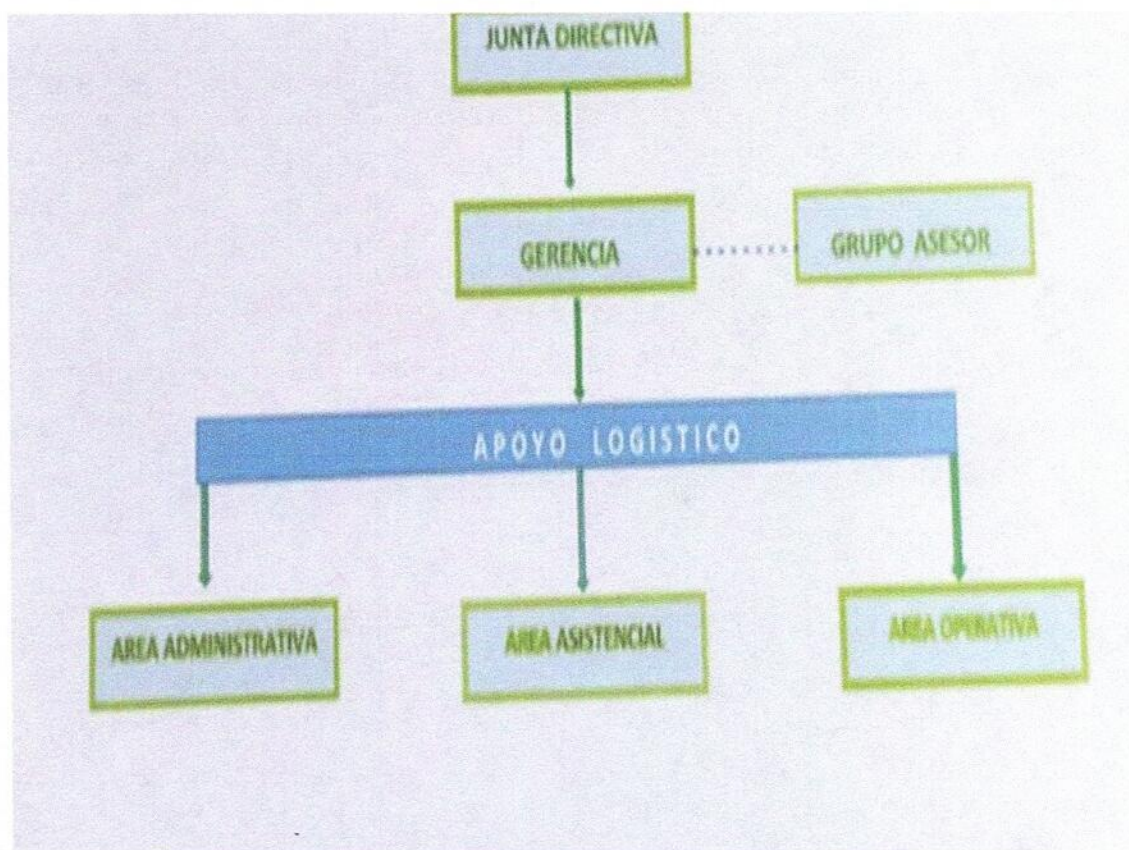 JUNTA DIRECTIVA
GERENCIA
GRUPO ASESOR
APOYO LOGISTICO
AREA ADMINISTRATIVA
AREA ASISTENCIAL
AREA OPERATIVA